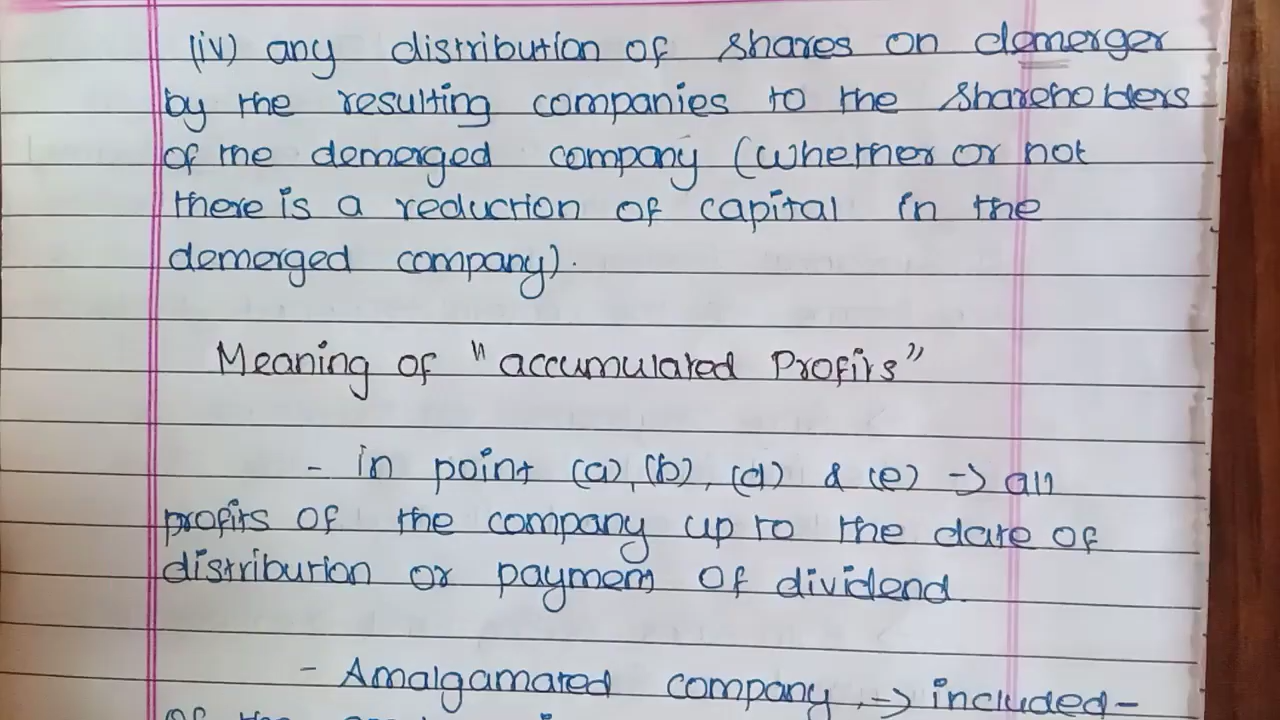 (iv) any distribution of shares on demerger
by the resulting companies to the shareholders
of the demerged company (whether or not
there is a reduction of capital in the
demerged company).
Meaning of "accumulated Profits"
- in point (a), (b), (d) & (e) → all
profits of the company up to the date of
distribution or payment of dividend.
- Amalgamated company, → included-
of the